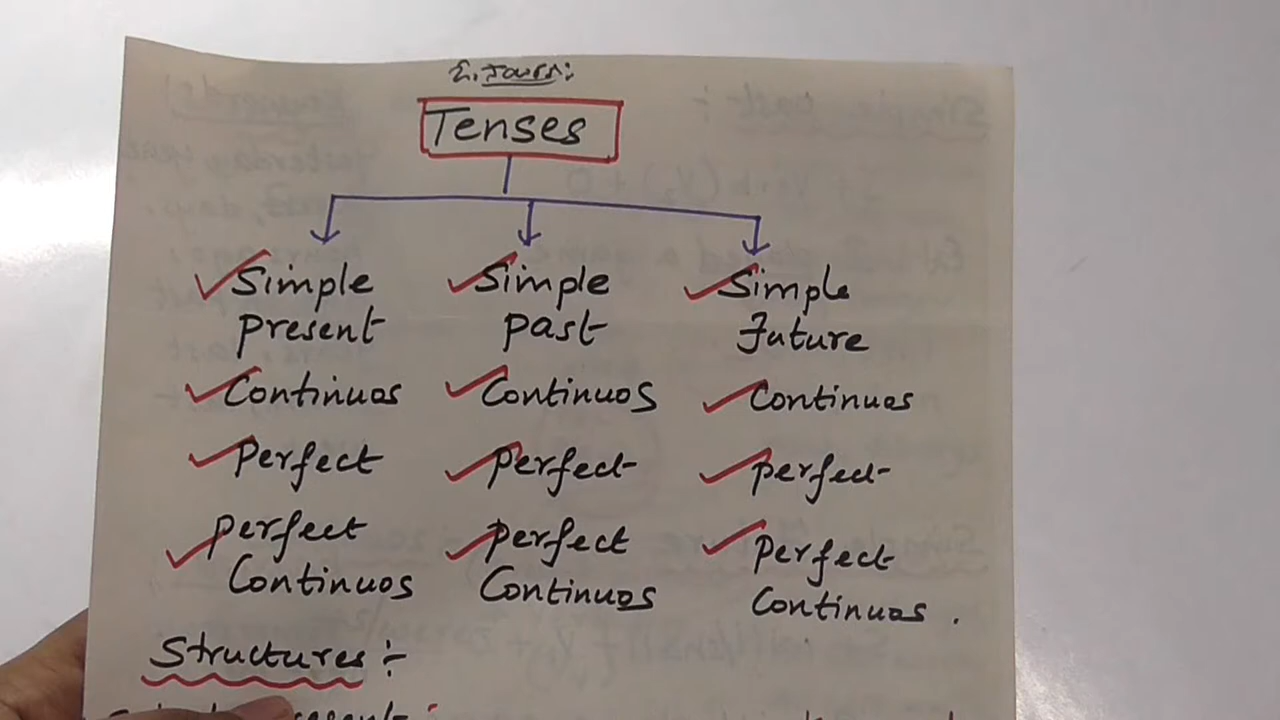 Tenses
Simple Simple Simple
present past Future
Continuos Continuos Continuos
Perfect perfect perfect
perfect perfect perfect
Continuos Continuos Continuos.
Structures :-